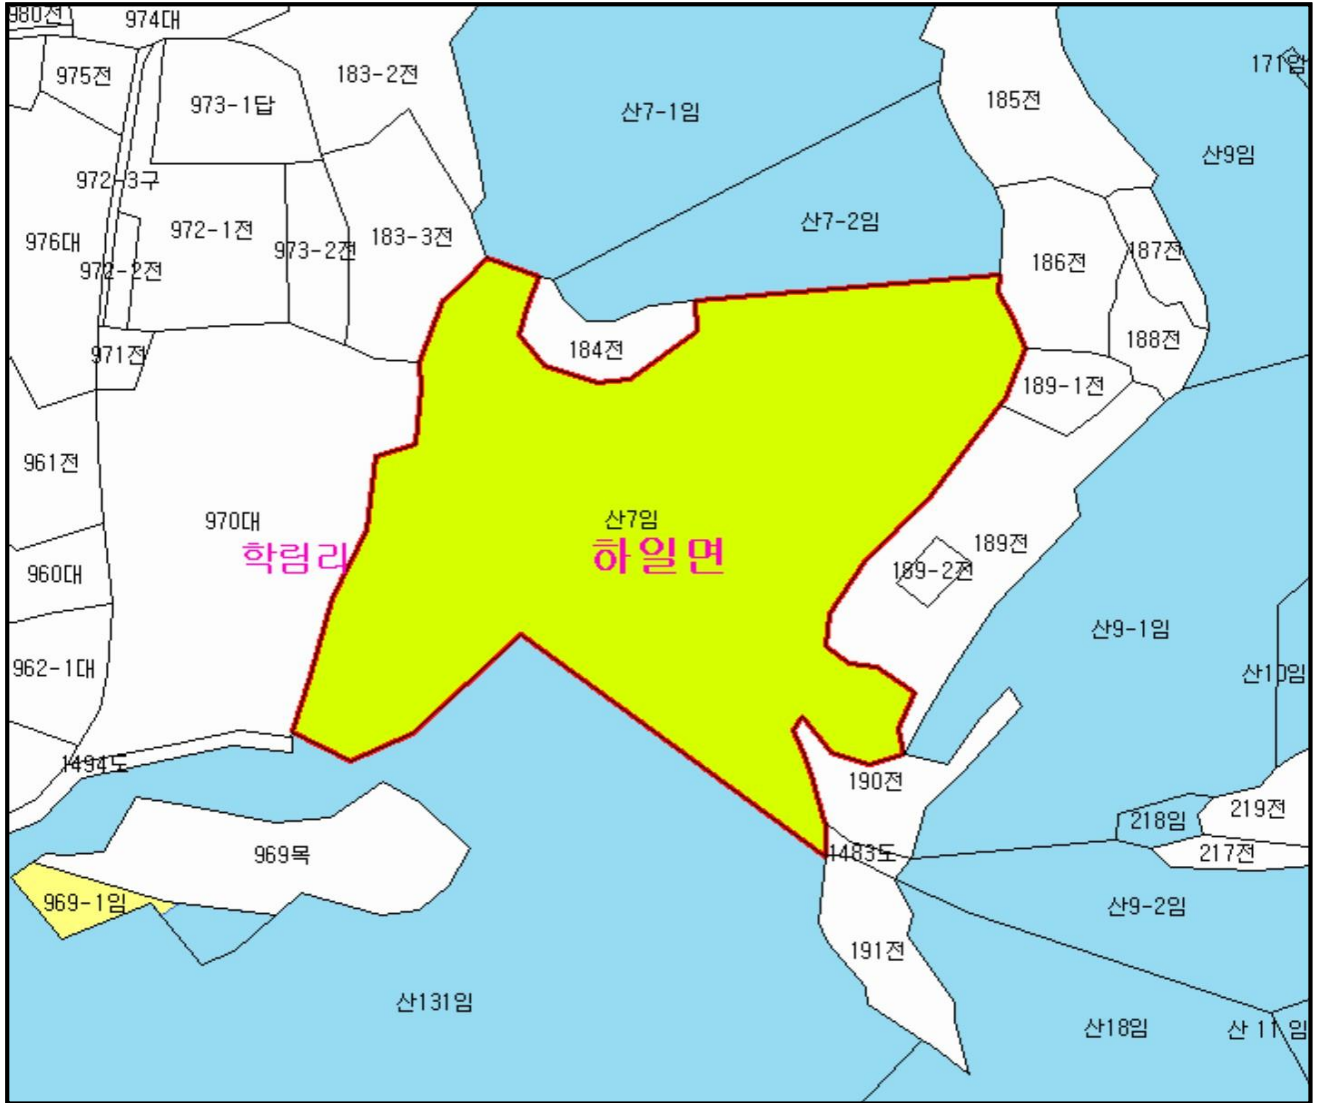 980전
974대
975전
183-2전
973-1답
산7-1임
185전
171임
산9임
972-3구
976대
972-1전
973-2전
183-3전
산7-2임
186전
187전
972-2전
971전
184전
188전
189-1전
961전
970대
산7임
학림리
하일면
189전
189-2전
960대
산9-1임
962-1대
산10임
1494도
190전
219전
218임
217전
969목
1483도
969-1임
산9-2임
191전
산131임
산18임
산 11 임